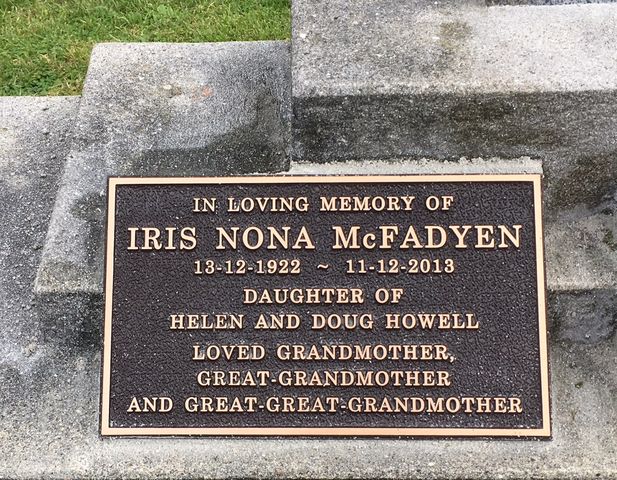 IN LOVING MEMORY OF
IRIS NONA McFADYEN
13-12-1922 ~ 11-12-2013
DAUGHTER OF
HELEN AND DOUG HOWELL
LOVED GRANDMOTHER,
GREAT-GRANDMOTHER
AND GREAT-GREAT-GRANDMOTHER